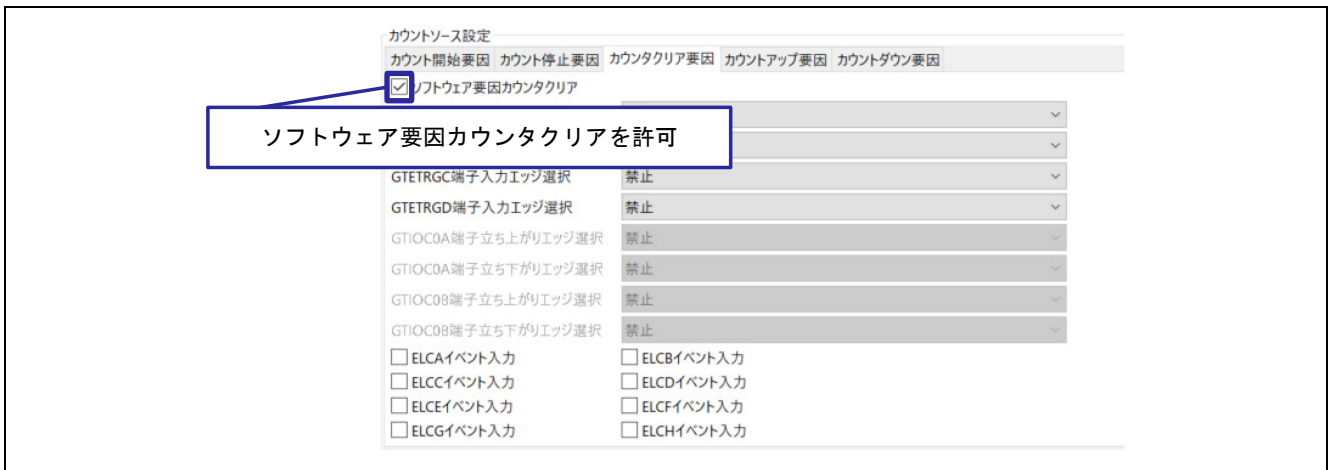 カウントソース設定
カウント開始要因 カウント停止要因 カウンタクリア要因 カウントアップ要因 カウントダウン要因
ソフトウェア要因カウンタクリア
ソフトウェア要因カウンタクリアを許可
GTETRGC端子入力エッジ選択 禁止
GTETRGD端子入力エッジ選択 禁止
GTIOC0A端子立ち上がりエッジ選択 禁止
GTIOC0A端子立ち下がりエッジ選択 禁止
GTIOC0B端子立ち上がりエッジ選択 禁止
GTIOC0B端子立ち下がりエッジ選択 禁止
ELCAイベント入力 ELCBイベント入力
ELCCイベント入力 ELCDイベント入力
ELCEイベント入力 ELCFイベント入力
ELCGイベント入力 ELCHイベント入力